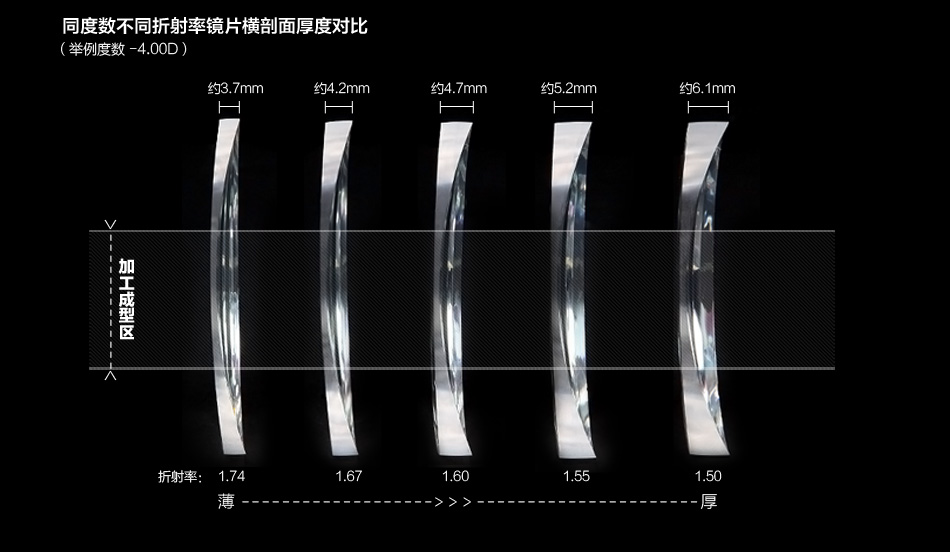 同度数不同折射率镜片横剖面厚度对比
（举例度数 -4.00D）
约3.7mm 约4.2mm 约4.7mm 约5.2mm 约6.1mm
加工成型区
折射率： 1.74 1.67 1.60 1.55 1.50
薄 >>> 厚